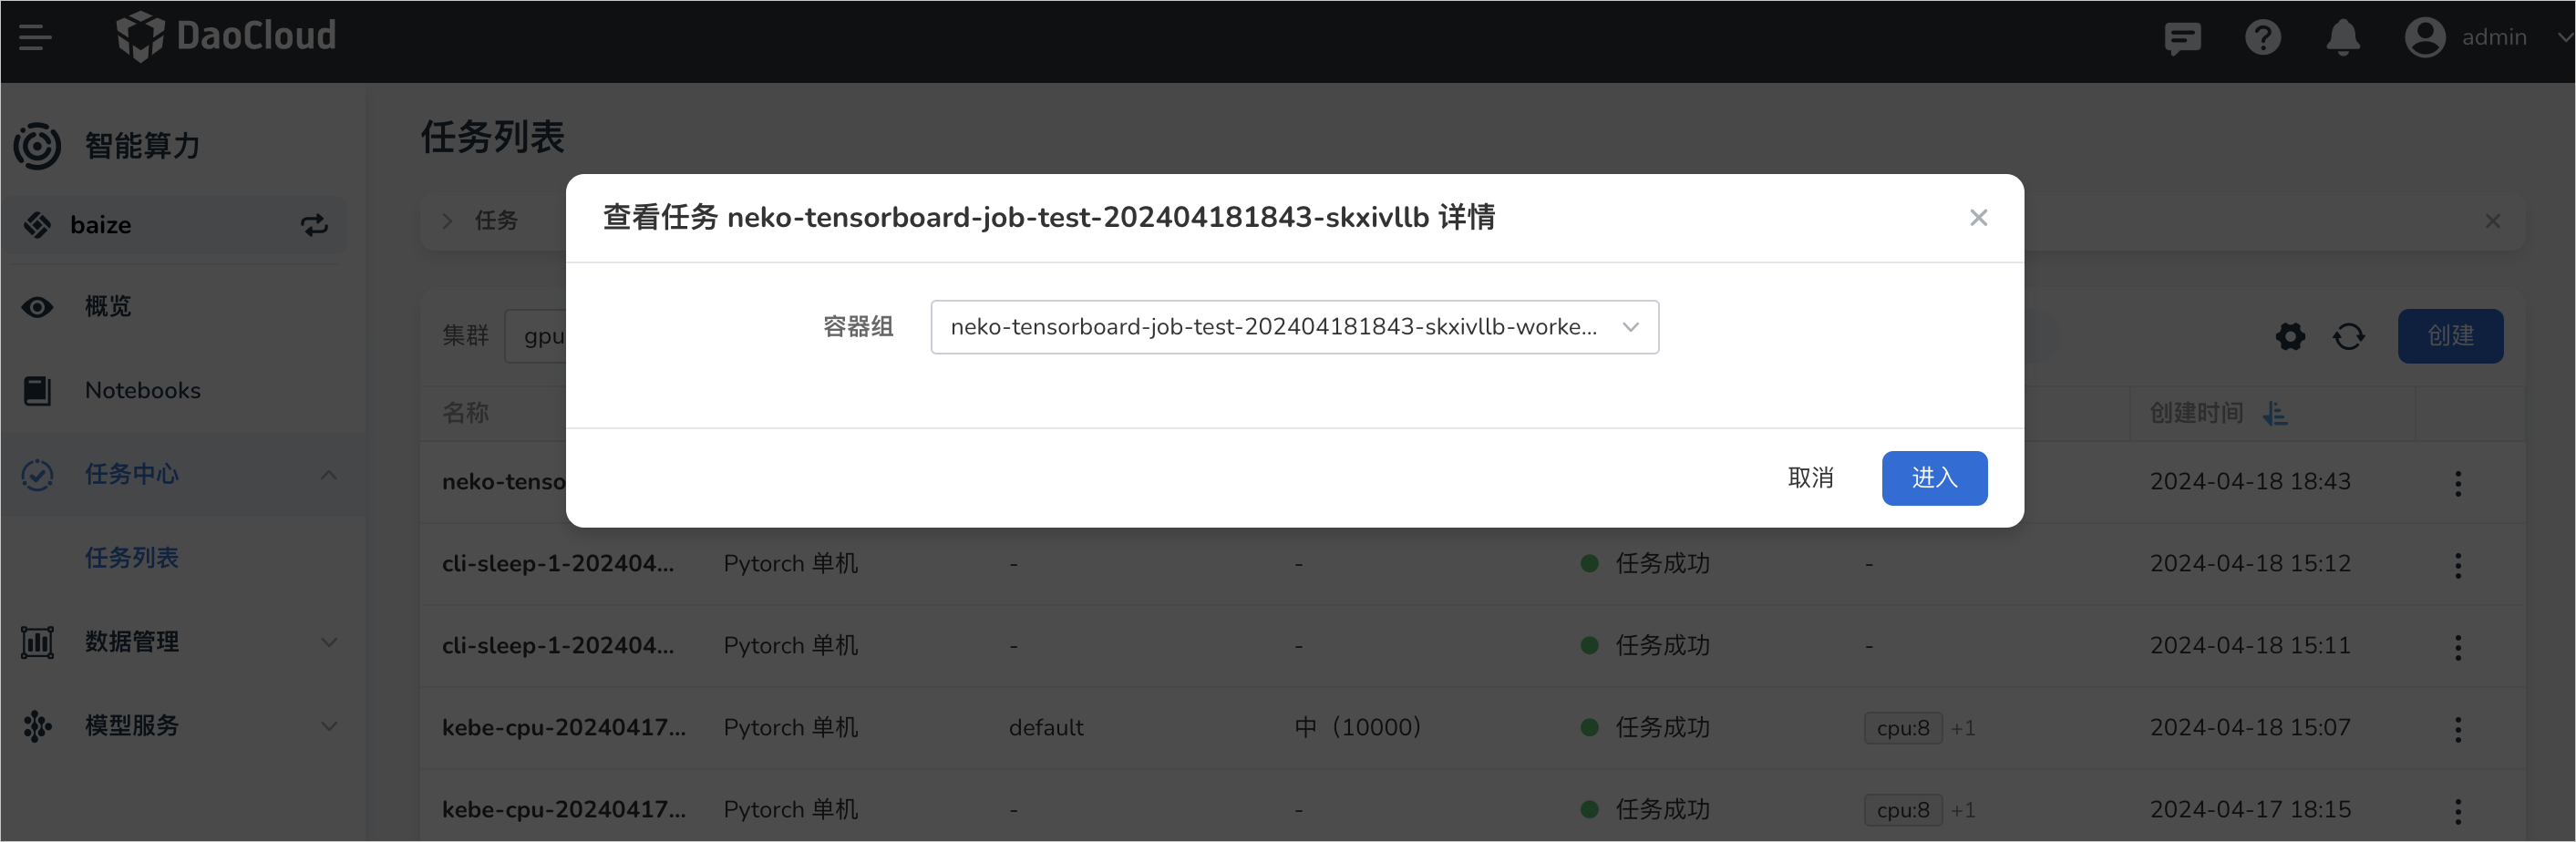 DaoCloud
admin
智能算力
baize
概览
Notebooks
任务中心
任务列表
数据管理
模型服务
任务列表
任务
集群 gpu
创建
名称 创建时间
查看任务 neko-tensorboard-job-test-202404181843-skxivllb 详情
容器组 neko-tensorboard-job-test-202404181843-skxivllb-worke...
取消 进入
neko-tenso 2024-04-18 18:43
cli-sleep-1-202404... Pytorch 单机 - - 任务成功 - 2024-04-18 15:12
cli-sleep-1-202404... Pytorch 单机 - - 任务成功 - 2024-04-18 15:11
kebe-cpu-20240417... Pytorch 单机 default 中（10000） 任务成功 cpu:8 +1 2024-04-18 15:07
kebe-cpu-20240417... Pytorch 单机 - - 任务成功 cpu:8 +1 2024-04-17 18:15